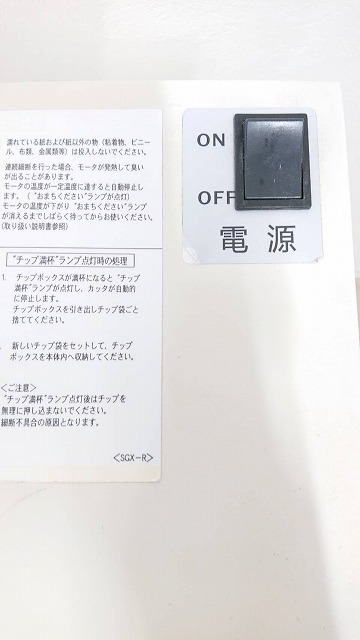 濡れている紙および紙以外の物（粘着物、ビニー
ル、布類、金属類等）は投入しないでください。
連続細断を行った場合、モータが発熱して臭い
が出ることがあります。
モータの温度が一定温度に達すると自動停止し
ます。（"おまちください"ランプが点灯）
モータの温度が下がり"おまちください"ランプ
が消えるまでしばらく待ってからお使いください。
(取り扱い説明書参照)
"チップ満杯"ランプ点灯時の処理
1. チップボックスが満杯になると"チップ
満杯"ランプが点灯し、カッタが自動的
に停止します。
チップボックスを引き出しチップ袋ごと
捨ててください。
. 新しいチップ袋をセットして、チップ
ボックスを本体内へ収納してください。
＜ご注意＞
"チップ満杯"ランプ点灯後はチップを
無理に押し込まないでください。
細断不具合の原因となります。
＜SGX－R＞
ON
OFF
電源